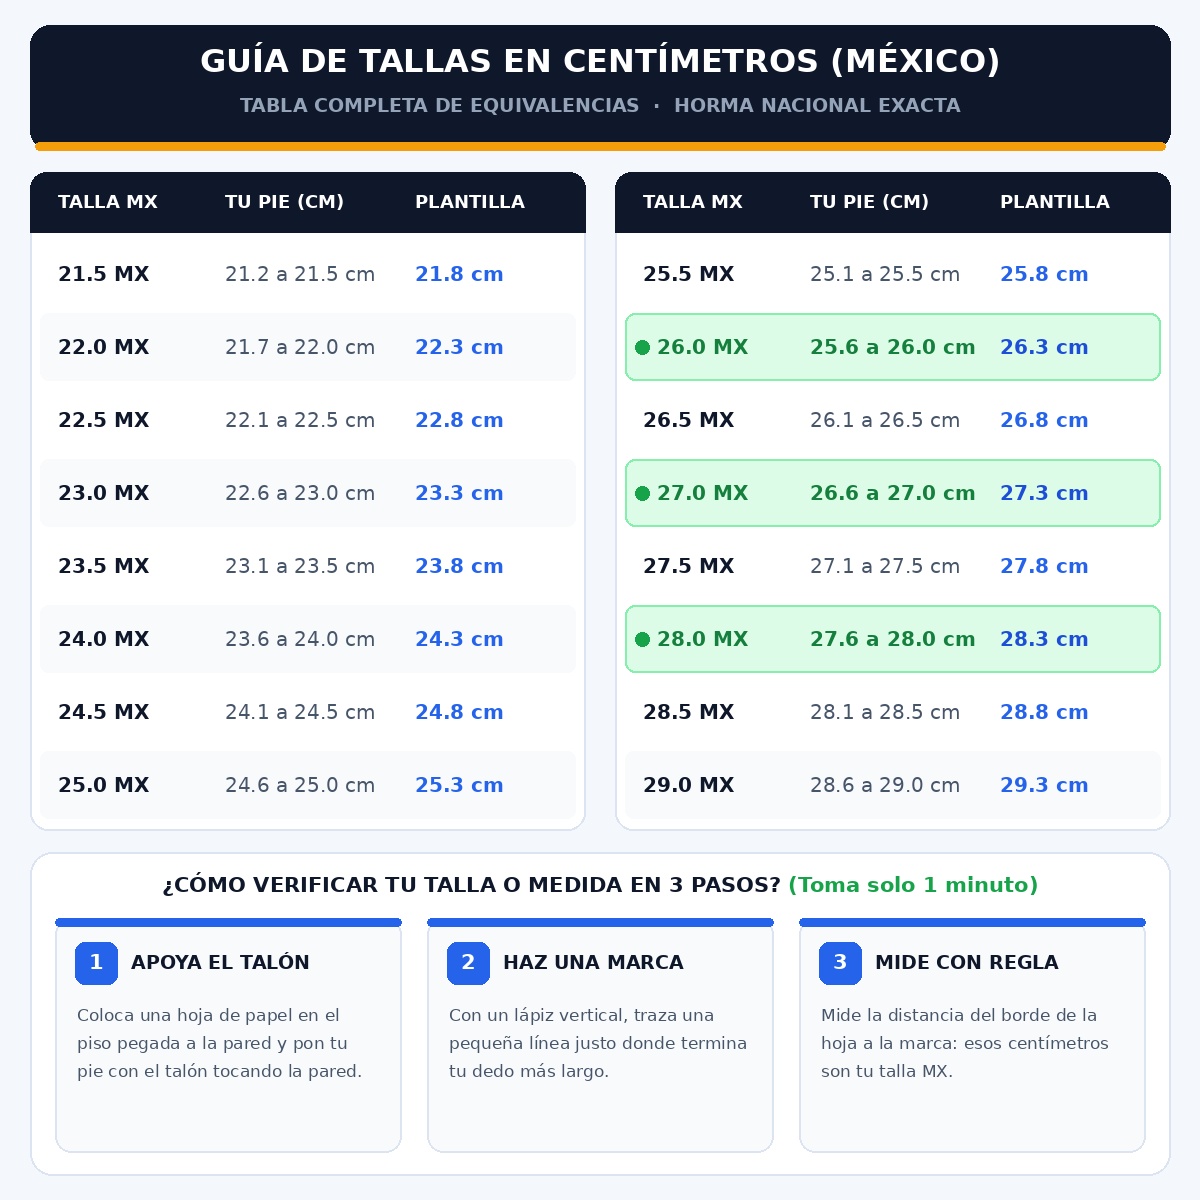 GUÍA DE TALLAS EN CENTÍMETROS (MÉXICO)
TABLA COMPLETA DE EQUIVALENCIAS · HORMA NACIONAL EXACTA
TALLA MX TU PIE (CM) PLANTILLA
21.5 MX 21.2 a 21.5 cm 21.8 cm
22.0 MX 21.7 a 22.0 cm 22.3 cm
22.5 MX 22.1 a 22.5 cm 22.8 cm
23.0 MX 22.6 a 23.0 cm 23.3 cm
23.5 MX 23.1 a 23.5 cm 23.8 cm
24.0 MX 23.6 a 24.0 cm 24.3 cm
24.5 MX 24.1 a 24.5 cm 24.8 cm
25.0 MX 24.6 a 25.0 cm 25.3 cm
TALLA MX TU PIE (CM) PLANTILLA
25.5 MX 25.1 a 25.5 cm 25.8 cm
26.0 MX 25.6 a 26.0 cm 26.3 cm
26.5 MX 26.1 a 26.5 cm 26.8 cm
27.0 MX 26.6 a 27.0 cm 27.3 cm
27.5 MX 27.1 a 27.5 cm 27.8 cm
28.0 MX 27.6 a 28.0 cm 28.3 cm
28.5 MX 28.1 a 28.5 cm 28.8 cm
29.0 MX 28.6 a 29.0 cm 29.3 cm
¿CÓMO VERIFICAR TU TALLA O MEDIDA EN 3 PASOS? (Toma solo 1 minuto)
1 APOYA EL TALÓN
Coloca una hoja de papel en el
piso pegada a la pared y pon tu
pie con el talón tocando la pared.
2 HAZ UNA MARCA
Con un lápiz vertical, traza una
pequeña línea justo donde termina
tu dedo más largo.
3 MIDE CON REGLA
Mide la distancia del borde de la
hoja a la marca: esos centímetros
son tu talla MX.